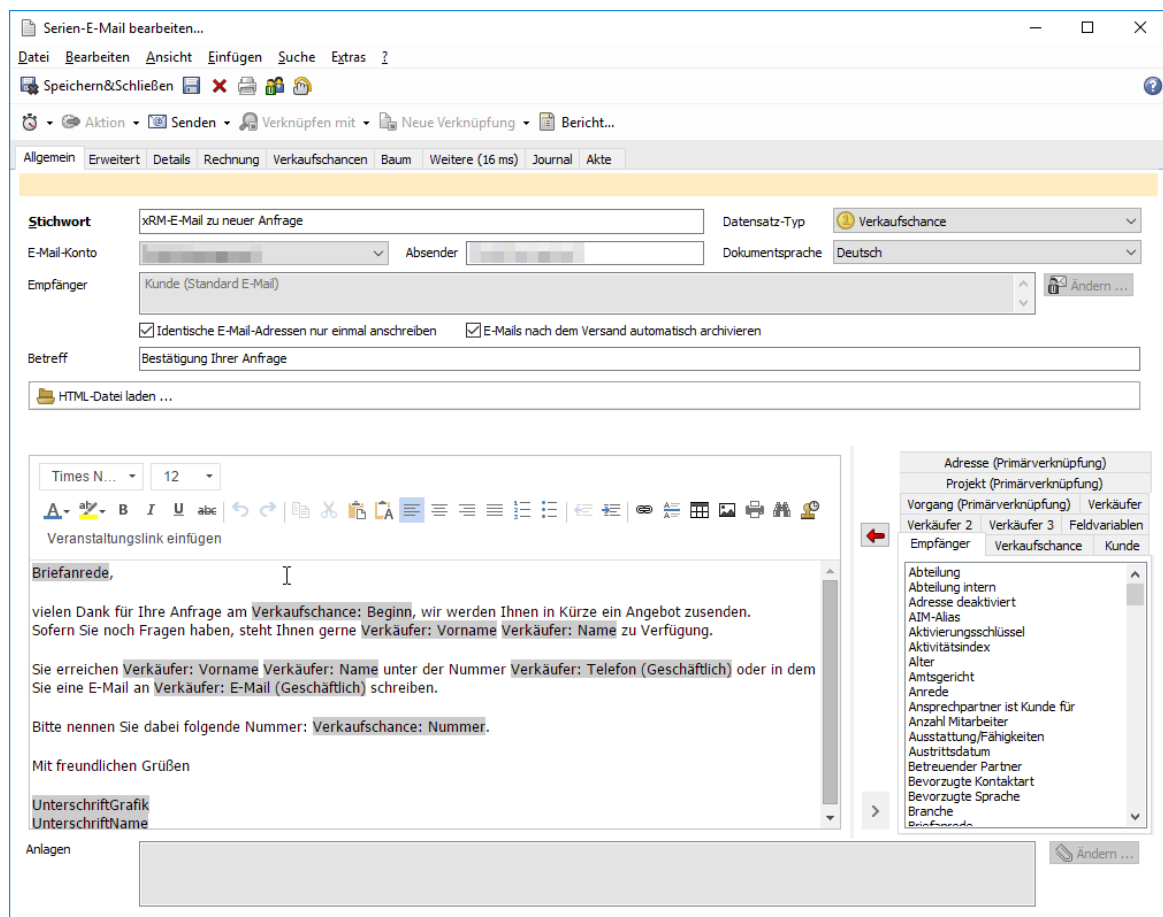 Serien-E-Mail bearbeiten...
Datei Bearbeiten Ansicht Einfügen Suche Extras ?
Speichern&Schließen
Aktion Senden Verknüpfen mit Neue Verknüpfung Bericht...
Allgemein Erweitert Details Rechnung Verkaufschancen Baum Weitere (16 ms) Journal Akte
Stichwort xRM-E-Mail zu neuer Anfrage Datensatz-Typ 1 Verkaufschance
E-Mail-Konto Absender Dokumentsprache Deutsch
Empfänger Kunde (Standard E-Mail) Ändern ...
Identische E-Mail-Adressen nur einmal anschreiben E-Mails nach dem Versand automatisch archivieren
Betreff Bestätigung Ihrer Anfrage
HTML-Datei laden ...
Times N... 12
A aby B I U abc
Veranstaltungslink einfügen
Briefanrede,
vielen Dank für Ihre Anfrage am Verkaufschance: Beginn, wir werden Ihnen in Kürze ein Angebot zusenden.
Sofern Sie noch Fragen haben, steht Ihnen gerne Verkäufer: Vorname Verkäufer: Name zu Verfügung.
Sie erreichen Verkäufer: Vorname Verkäufer: Name unter der Nummer Verkäufer: Telefon (Geschäftlich) oder in dem
Sie eine E-Mail an Verkäufer: E-Mail (Geschäftlich) schreiben.
Bitte nennen Sie dabei folgende Nummer: Verkaufschance: Nummer.
Mit freundlichen Grüßen
UnterschriftGrafik
UnterschriftName
Adresse (Primärverknüpfung)
Projekt (Primärverknüpfung)
Vorgang (Primärverknüpfung) Verkäufer
Verkäufer 2 Verkäufer 3 Feldvariablen
Empfänger Verkaufschance Kunde
Abteilung
Abteilung intern
Adresse deaktiviert
AIM-Alias
Aktivierungsschlüssel
Aktivitätsindex
Alter
Amtsgericht
Anrede
Ansprechpartner ist Kunde für
Anzahl Mitarbeiter
Ausstattung/Fähigkeiten
Austrittsdatum
Betreuender Partner
Bevorzugte Kontaktart
Bevorzugte Sprache
Branche
Briefanrede
Anlagen Ändern ...